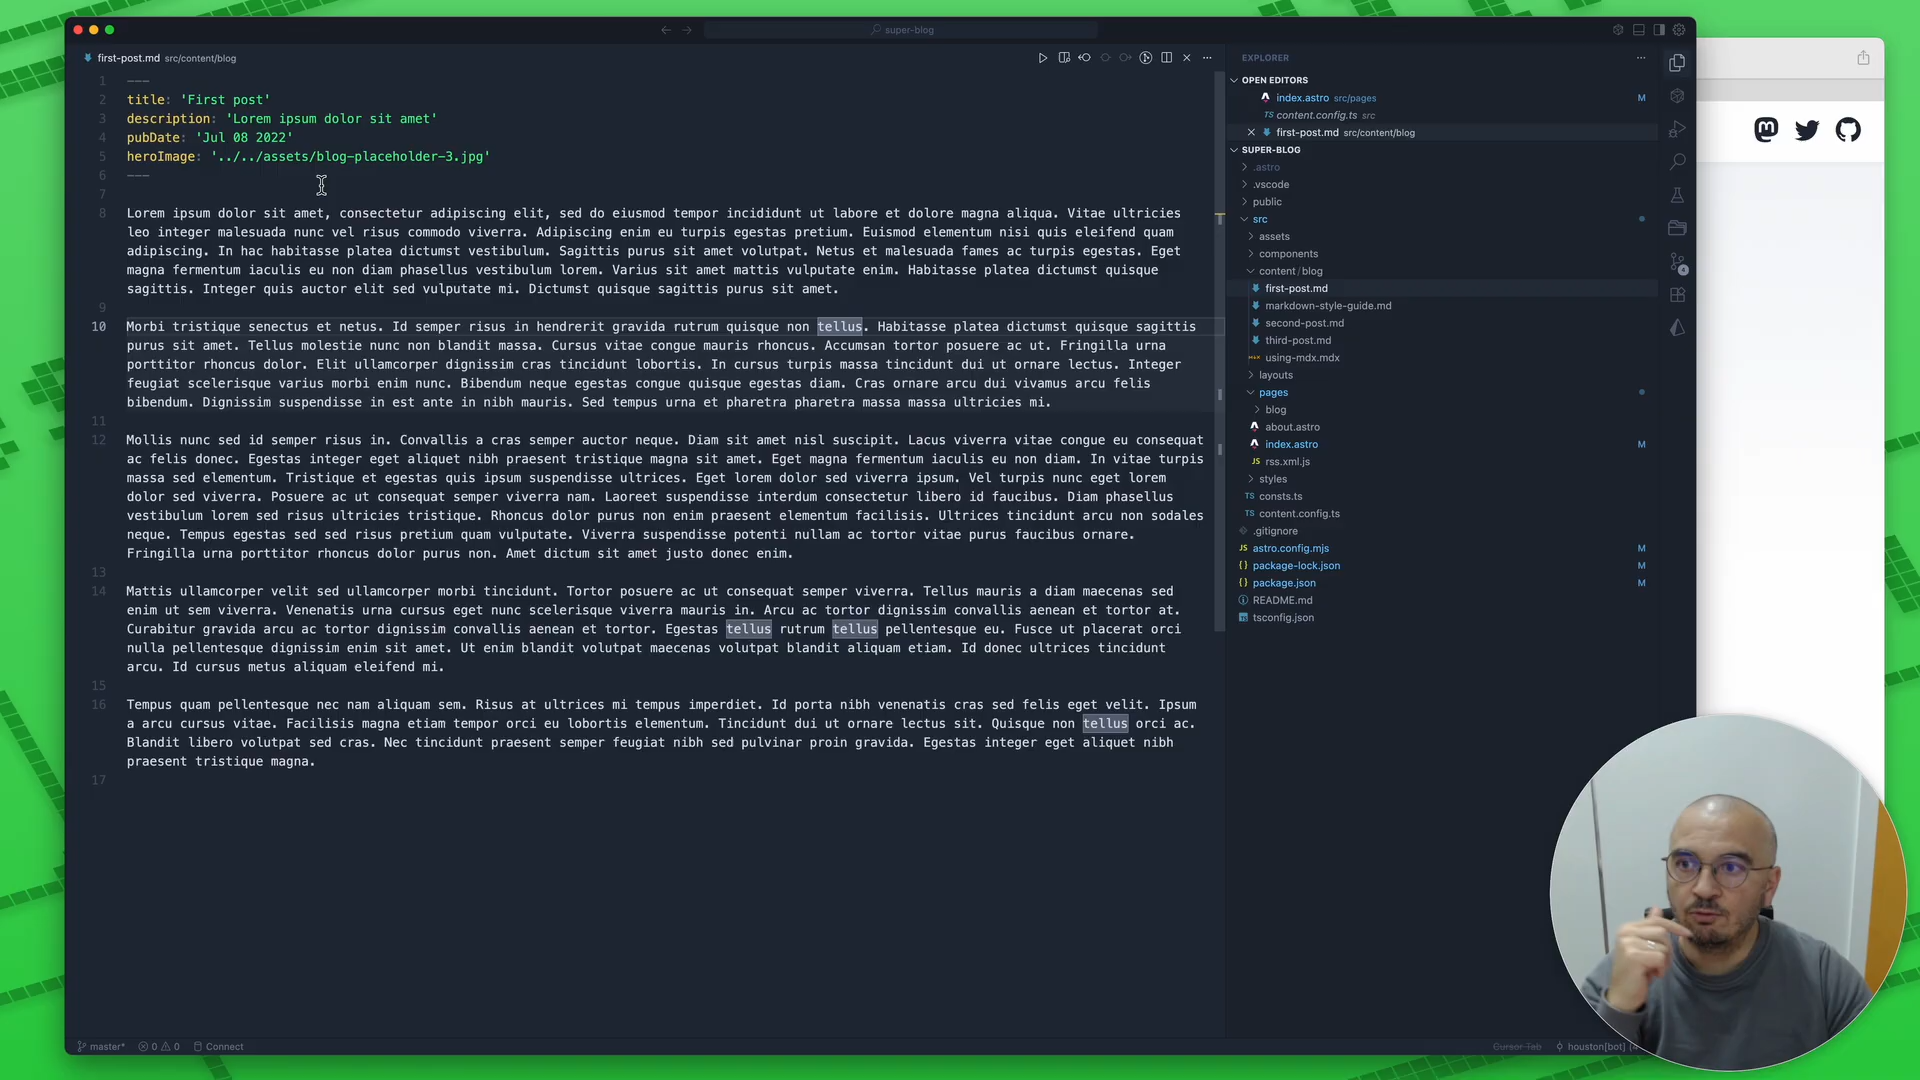 super-blog
first-post.md src/content/blog
1 ---
2 title: 'First post'
3 description: 'Lorem ipsum dolor sit amet'
4 pubDate: 'Jul 08 2022'
5 heroImage: '../../assets/blog-placeholder-3.jpg'
6 ---
7
8 Lorem ipsum dolor sit amet, consectetur adipiscing elit, sed do eiusmod tempor incididunt ut labore et dolore magna aliqua. Vitae ultricies
leo integer malesuada nunc vel risus commodo viverra. Adipiscing enim eu turpis egestas pretium. Euismod elementum nisi quis eleifend quam
adipiscing. In hac habitasse platea dictumst vestibulum. Sagittis purus sit amet volutpat. Netus et malesuada fames ac turpis egestas. Eget
magna fermentum iaculis eu non diam phasellus vestibulum lorem. Varius sit amet mattis vulputate enim. Habitasse platea dictumst quisque
sagittis. Integer quis auctor elit sed vulputate mi. Dictumst quisque sagittis purus sit amet.
9
10 Morbi tristique senectus et netus. Id semper risus in hendrerit gravida rutrum quisque non tellus. Habitasse platea dictumst quisque sagittis
purus sit amet. Tellus molestie nunc non blandit massa. Cursus vitae congue mauris rhoncus. Accumsan tortor posuere ac ut. Fringilla urna
porttitor rhoncus dolor. Elit ullamcorper dignissim cras tincidunt lobortis. In cursus turpis massa tincidunt dui ut ornare lectus. Integer
feugiat scelerisque varius morbi enim nunc. Bibendum neque egestas congue quisque egestas diam. Cras ornare arcu dui vivamus arcu felis
bibendum. Dignissim suspendisse in est ante in nibh mauris. Sed tempus urna et pharetra pharetra massa massa ultricies mi.
11
12 Mollis nunc sed id semper risus in. Convallis a cras semper auctor neque. Diam sit amet nisl suscipit. Lacus viverra vitae congue eu consequat
ac felis donec. Egestas integer eget aliquet nibh praesent tristique magna sit amet. Eget magna fermentum iaculis eu non diam. In vitae turpis
massa sed elementum. Tristique et egestas quis ipsum suspendisse ultrices. Eget lorem dolor sed viverra ipsum. Vel turpis nunc eget lorem
dolor sed viverra. Posuere ac ut consequat semper viverra nam. Laoreet suspendisse interdum consectetur libero id faucibus. Diam phasellus
vestibulum lorem sed risus ultricies tristique. Rhoncus dolor purus non enim praesent elementum facilisis. Ultrices tincidunt arcu non sodales
neque. Tempus egestas sed sed risus pretium quam vulputate. Viverra suspendisse potenti nullam ac tortor vitae purus faucibus ornare.
Fringilla urna porttitor rhoncus dolor purus non. Amet dictum sit amet justo donec enim.
13
14 Mattis ullamcorper velit sed ullamcorper morbi tincidunt. Tortor posuere ac ut consequat semper viverra. Tellus mauris a diam maecenas sed
enim ut sem viverra. Venenatis urna cursus eget nunc scelerisque viverra mauris in. Arcu ac tortor dignissim convallis aenean et tortor at.
Curabitur gravida arcu ac tortor dignissim convallis aenean et tortor. Egestas tellus rutrum tellus pellentesque eu. Fusce ut placerat orci
nulla pellentesque dignissim enim sit amet. Ut enim blandit volutpat maecenas volutpat blandit aliquam etiam. Id donec ultrices tincidunt
arcu. Id cursus metus aliquam eleifend mi.
15
16 Tempus quam pellentesque nec nam aliquam sem. Risus at ultrices mi tempus imperdiet. Id porta nibh venenatis cras sed felis eget velit. Ipsum
a arcu cursus vitae. Facilisis magna etiam tempor orci eu lobortis elementum. Tincidunt dui ut ornare lectus sit. Quisque non tellus orci ac.
Blandit libero volutpat sed cras. Nec tincidunt praesent semper feugiat nibh sed pulvinar proin gravida. Egestas integer eget aliquet nibh
praesent tristique magna.
17
EXPLORER
OPEN EDITORS
index.astro src/pages M
TS content.config.ts src
first-post.md src/content/blog
SUPER-BLOG
.astro
.vscode
public
src
assets
components
content/blog
first-post.md
markdown-style-guide.md
second-post.md
third-post.md
using-mdx.mdx
layouts
pages
blog
about.astro
index.astro M
JS rss.xml.js
styles
TS consts.ts
TS content.config.ts
.gitignore
JS astro.config.mjs M
{} package-lock.json M
{} package.json M
README.md
tsconfig.json
master* 0 0 Connect
Cursor Tab houston[bot]